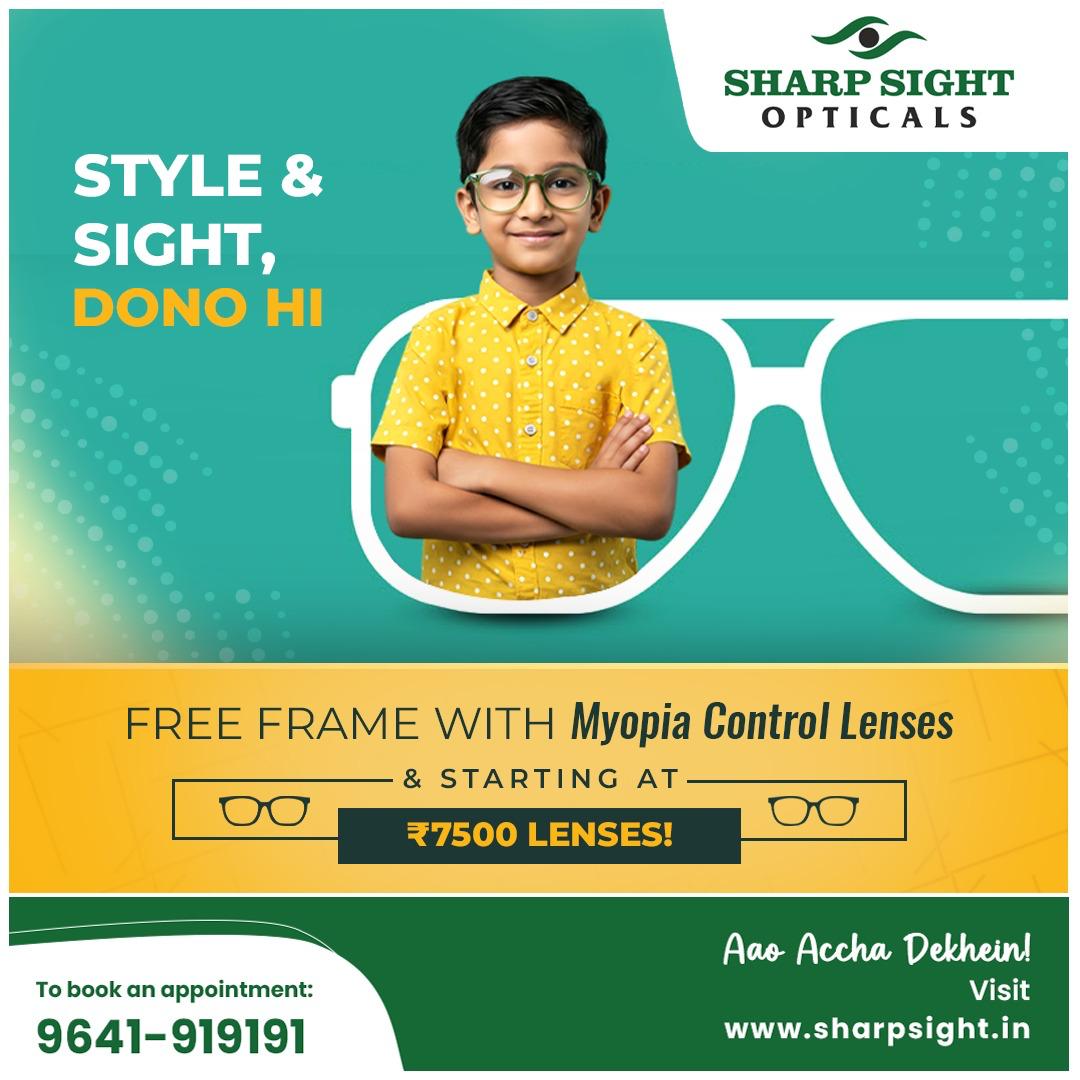 SHARP SIGHT
OPTICALS
STYLE &
SIGHT,
DONO HI
FREE FRAME WITH Myopia Control Lenses
& STARTING AT
₹7500 LENSES!
To book an appointment:
9641-919191
Aao Accha Dekhein!
Visit
www.sharpsight.in